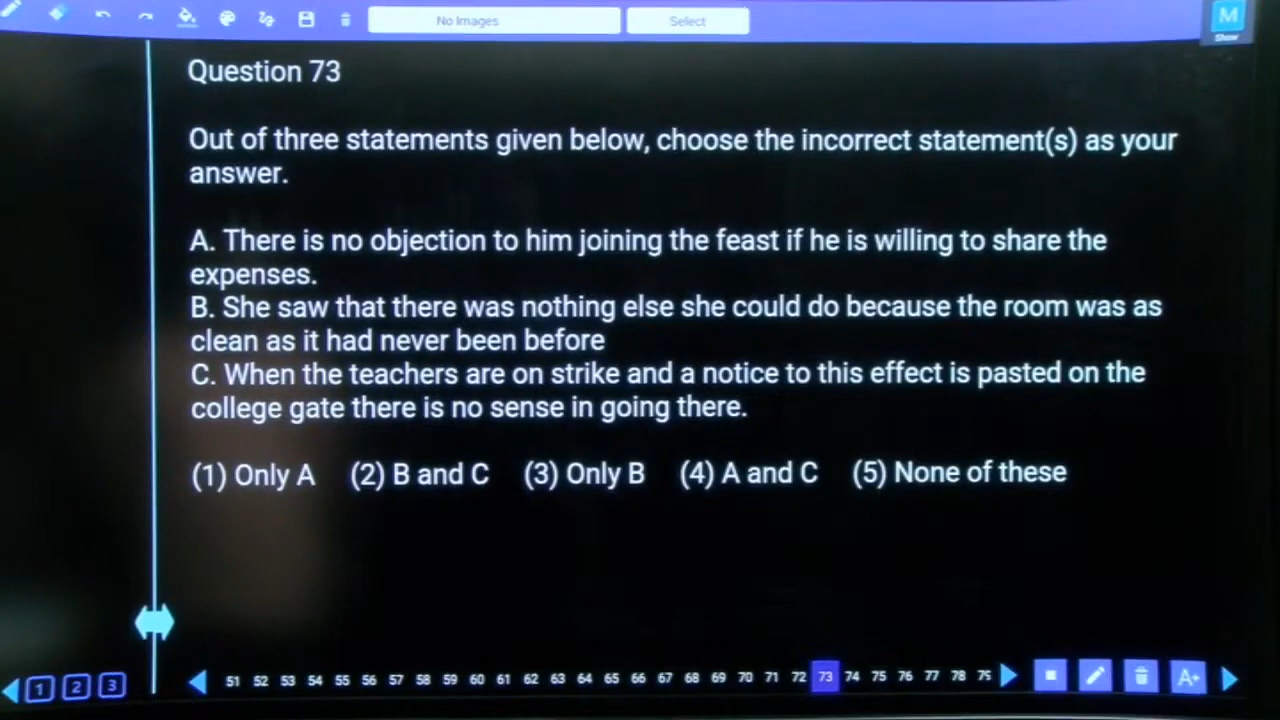 No Images Select
M
Show
Question 73
Out of three statements given below, choose the incorrect statement(s) as your
answer.
A. There is no objection to him joining the feast if he is willing to share the
expenses.
B. She saw that there was nothing else she could do because the room was as
clean as it had never been before
C. When the teachers are on strike and a notice to this effect is pasted on the
college gate there is no sense in going there.
(1) Only A (2) B and C (3) Only B (4) A and C (5) None of these
1 2 3 51 52 53 54 55 56 57 58 59 60 61 62 63 64 65 66 67 68 69 70 71 72 73 74 75 76 77 78 79 A+